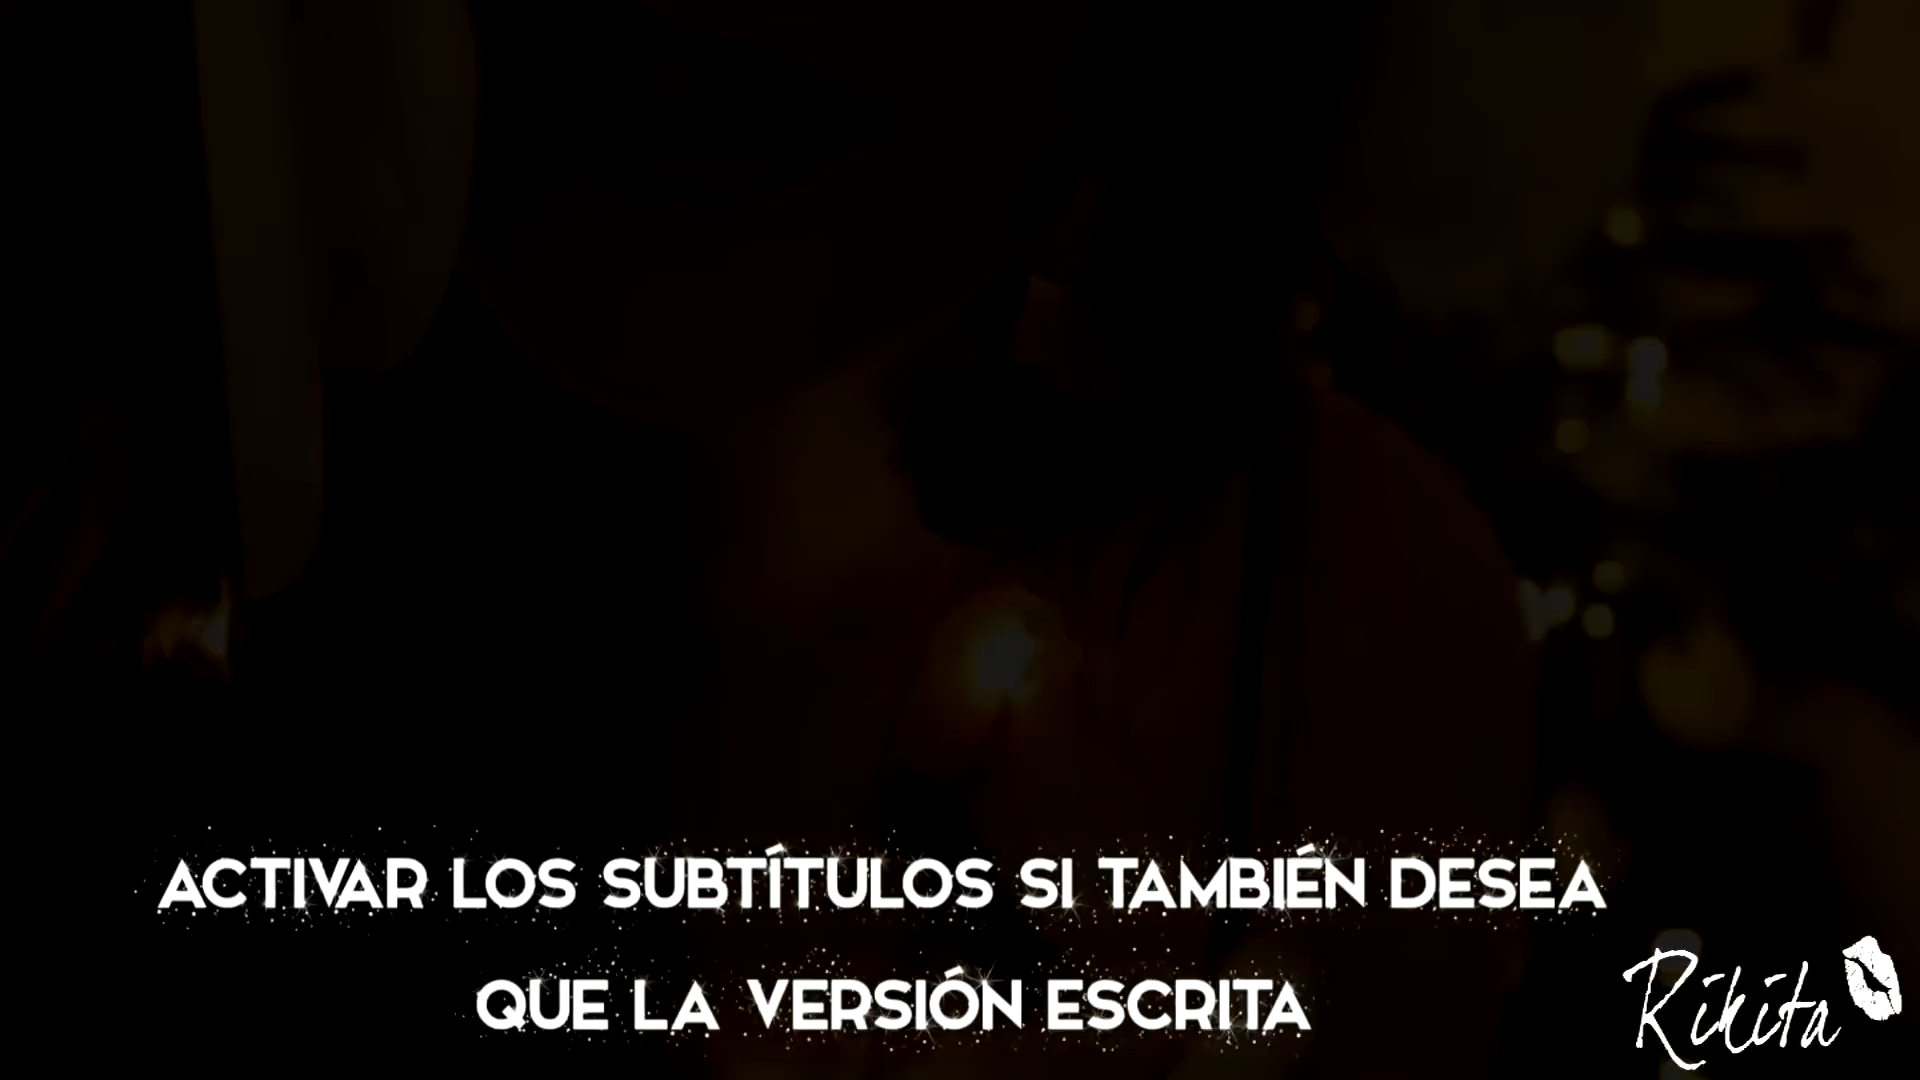 ACTIVAR LOS SUBTÍTULOS SI TAMBIÉN DESEA
QUE LA VERSIÓN ESCRITA
Rikita